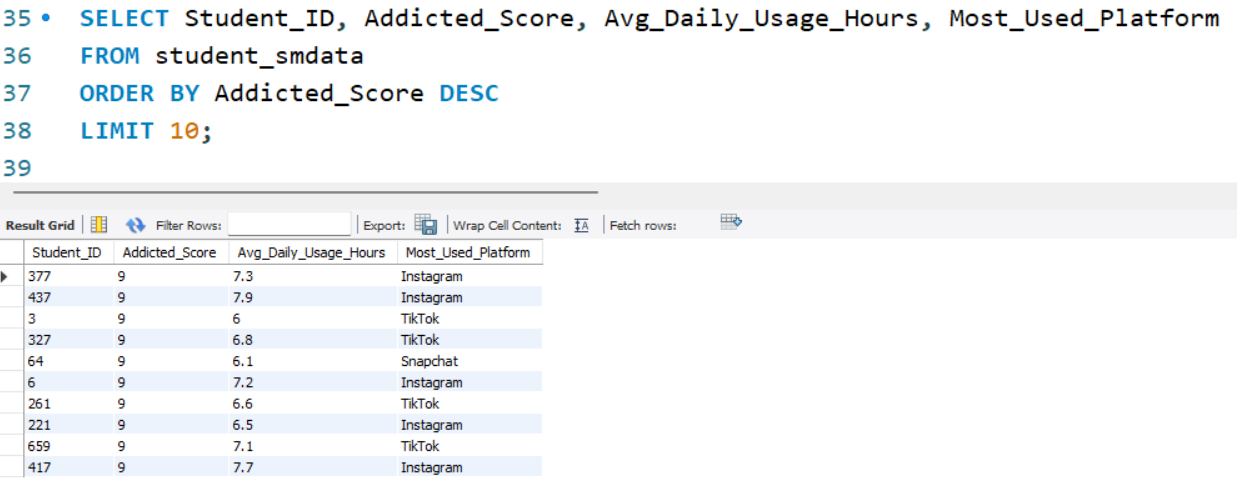 35 SELECT Student_ID, Addicted_Score, Avg_Daily_Usage_Hours, Most_Used_Platform
36 FROM student_smdata
37 ORDER BY Addicted_Score DESC
38 LIMIT 10;
39
Result Grid Filter Rows: Export: Wrap Cell Content: Fetch rows:
Student_ID Addicted_Score Avg_Daily_Usage_Hours Most_Used_Platform
377 9 7.3 Instagram
437 9 7.9 Instagram
3 9 6 TikTok
327 9 6.8 TikTok
64 9 6.1 Snapchat
6 9 7.2 Instagram
261 9 6.6 TikTok
221 9 6.5 Instagram
659 9 7.1 TikTok
417 9 7.7 Instagram